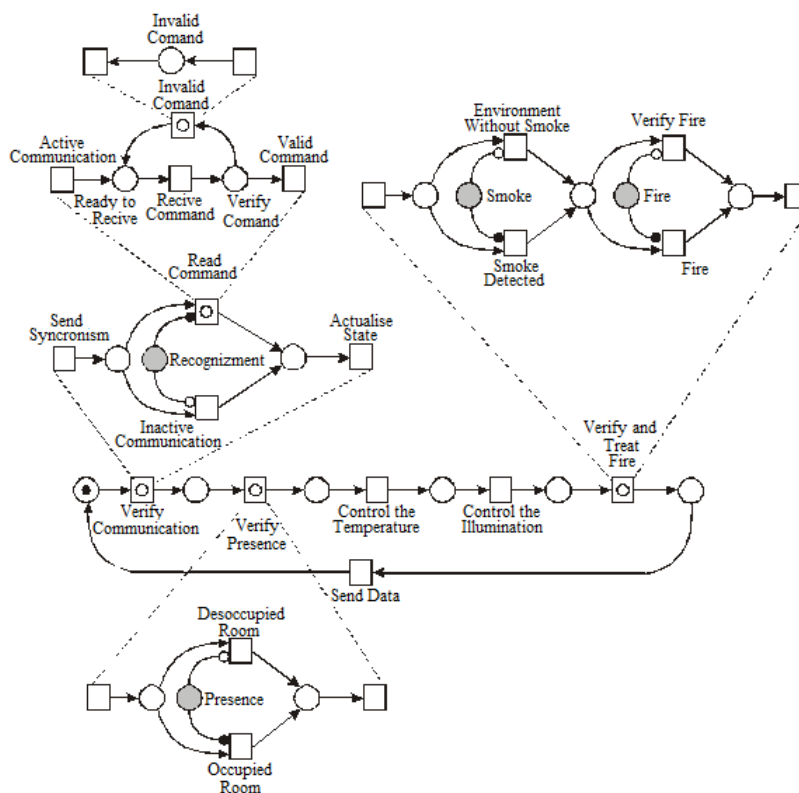 Invalid
Comand
Invalid
Comand
Active
Communication
Valid
Command
Ready to
Recive
Recive
Command
Verify
Comand
Environment
Without Smoke
Verify Fire
Smoke
Fire
Smoke
Detected
Fire
Read
Command
Send
Syncronism
Actualise
State
Recognizment
Inactive
Communication
Verify and
Treat
Fire
Verify
Communication
Verify
Presence
Control the
Temperature
Control the
Illumination
Send Data
Desoccupied
Room
Presence
Occupied
Room